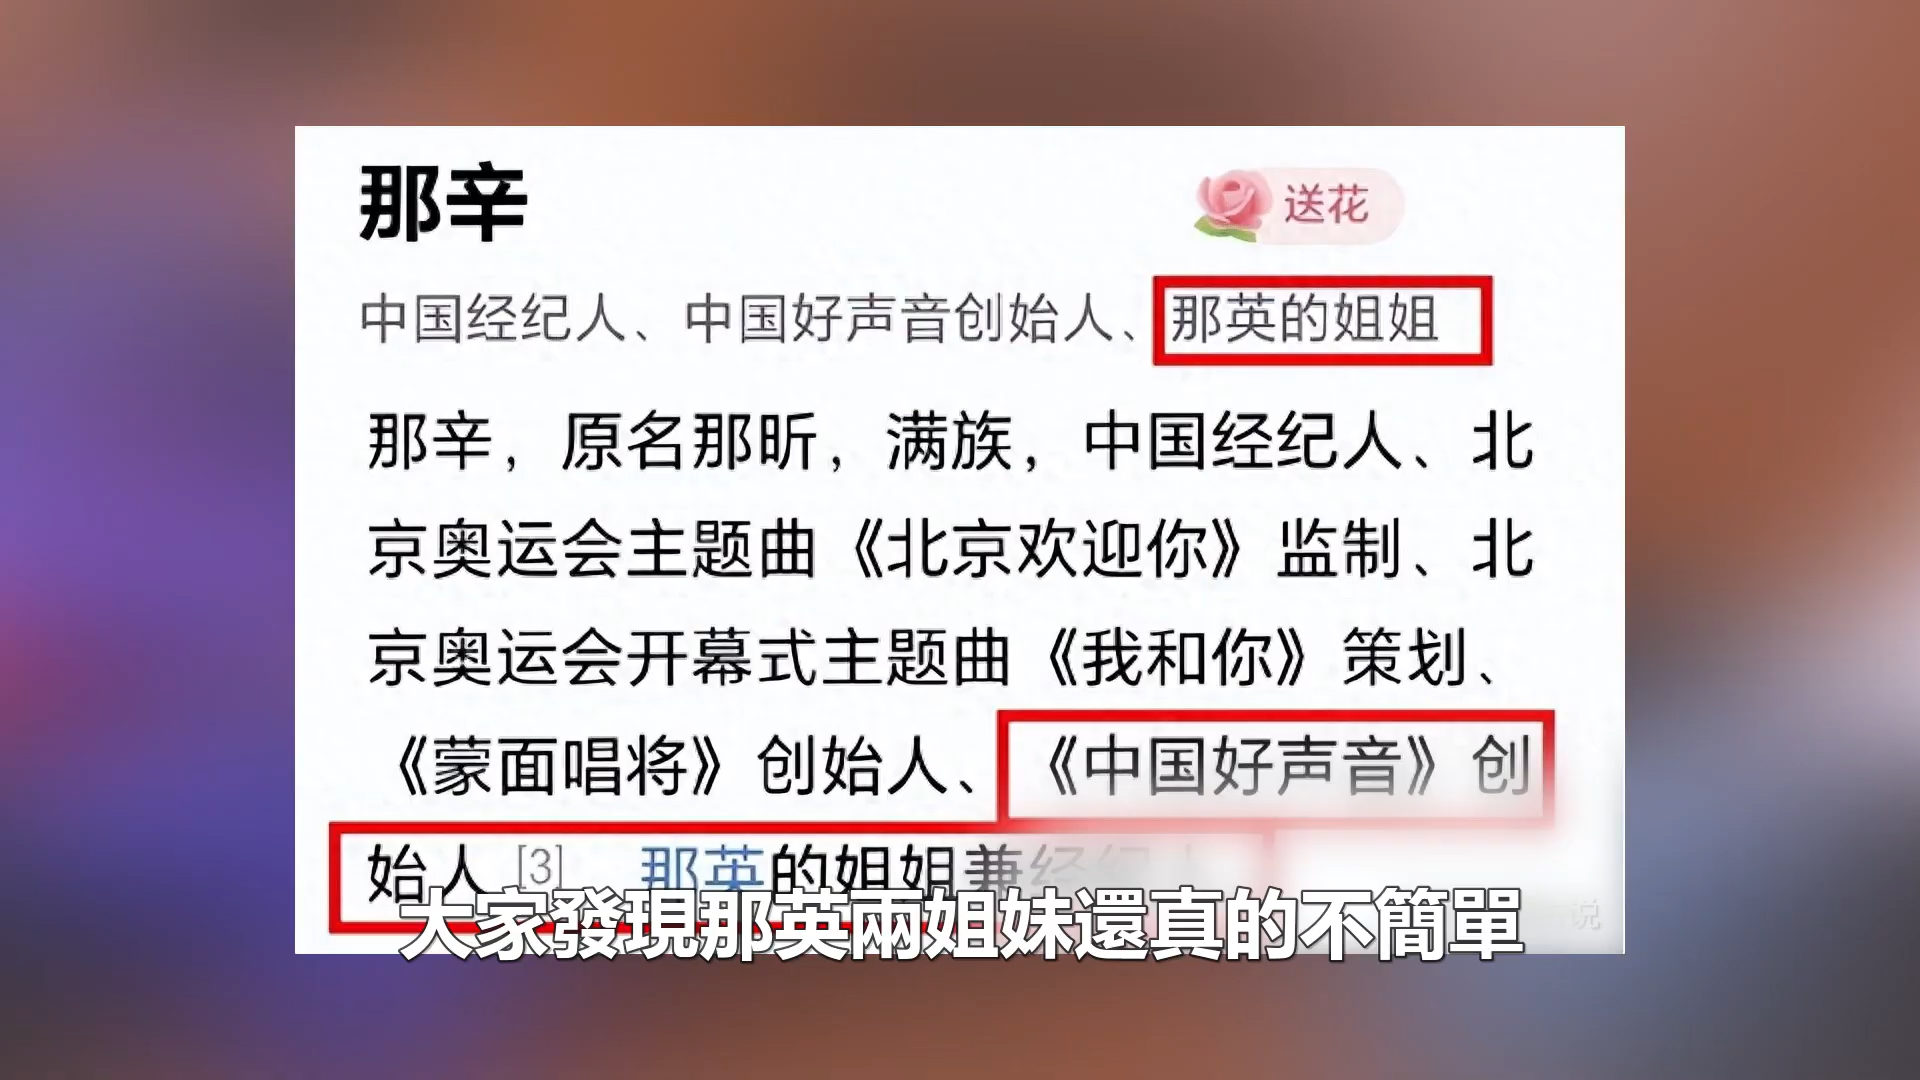 那辛
送花
中国经纪人、中国好声音创始人、那英的姐姐
那辛，原名那昕，满族，中国经纪人、北
京奥运会主题曲《北京欢迎你》监制、北
京奥运会开幕式主题曲《我和你》策划、
《蒙面唱将》创始人、《中国好声音》创
始人[3]、那英的姐姐兼经纪人
大家發現那英兩姐妹還真的不簡單